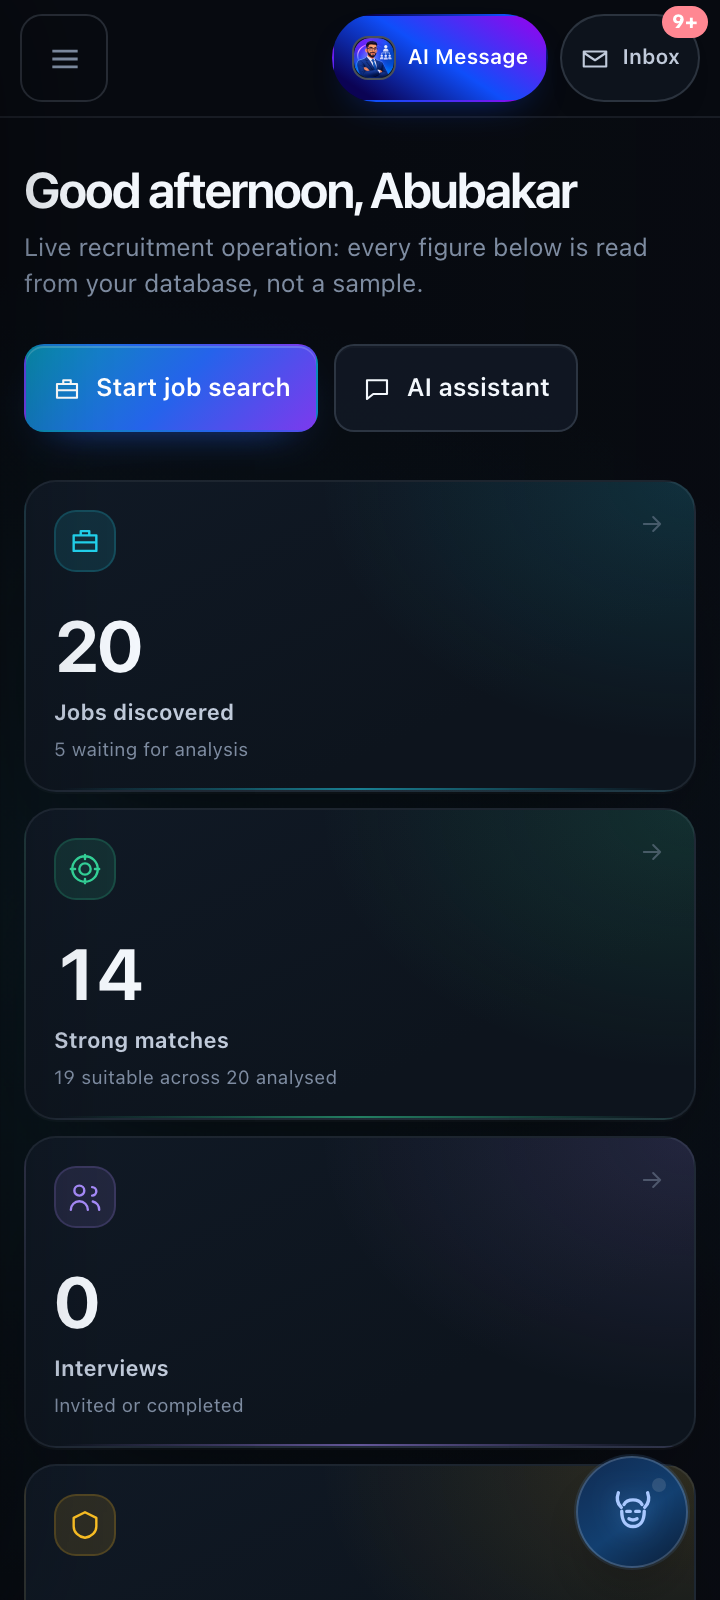 AI Message
Inbox
9+
Good afternoon, Abubakar
Live recruitment operation: every figure below is read
from your database, not a sample.
Start job search
AI assistant
20
Jobs discovered
5 waiting for analysis
14
Strong matches
19 suitable across 20 analysed
0
Interviews
Invited or completed